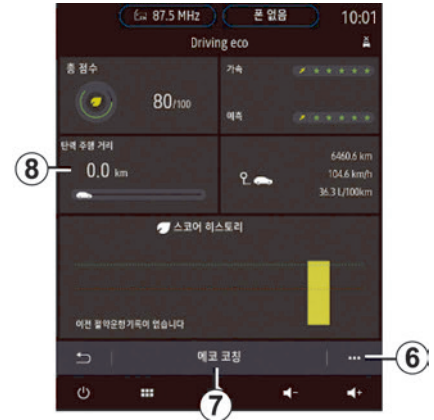 87.5 MHz 폰 없음 10:01
Driving eco
총 점수
80/100
가속
예측
탄력 주행 거리
0.0 km
6460.6 km
104.6 km/h
36.3 L/100km
8
스코어 히스토리
이전 절약운항기록이 없습니다
에코 코칭
6
7